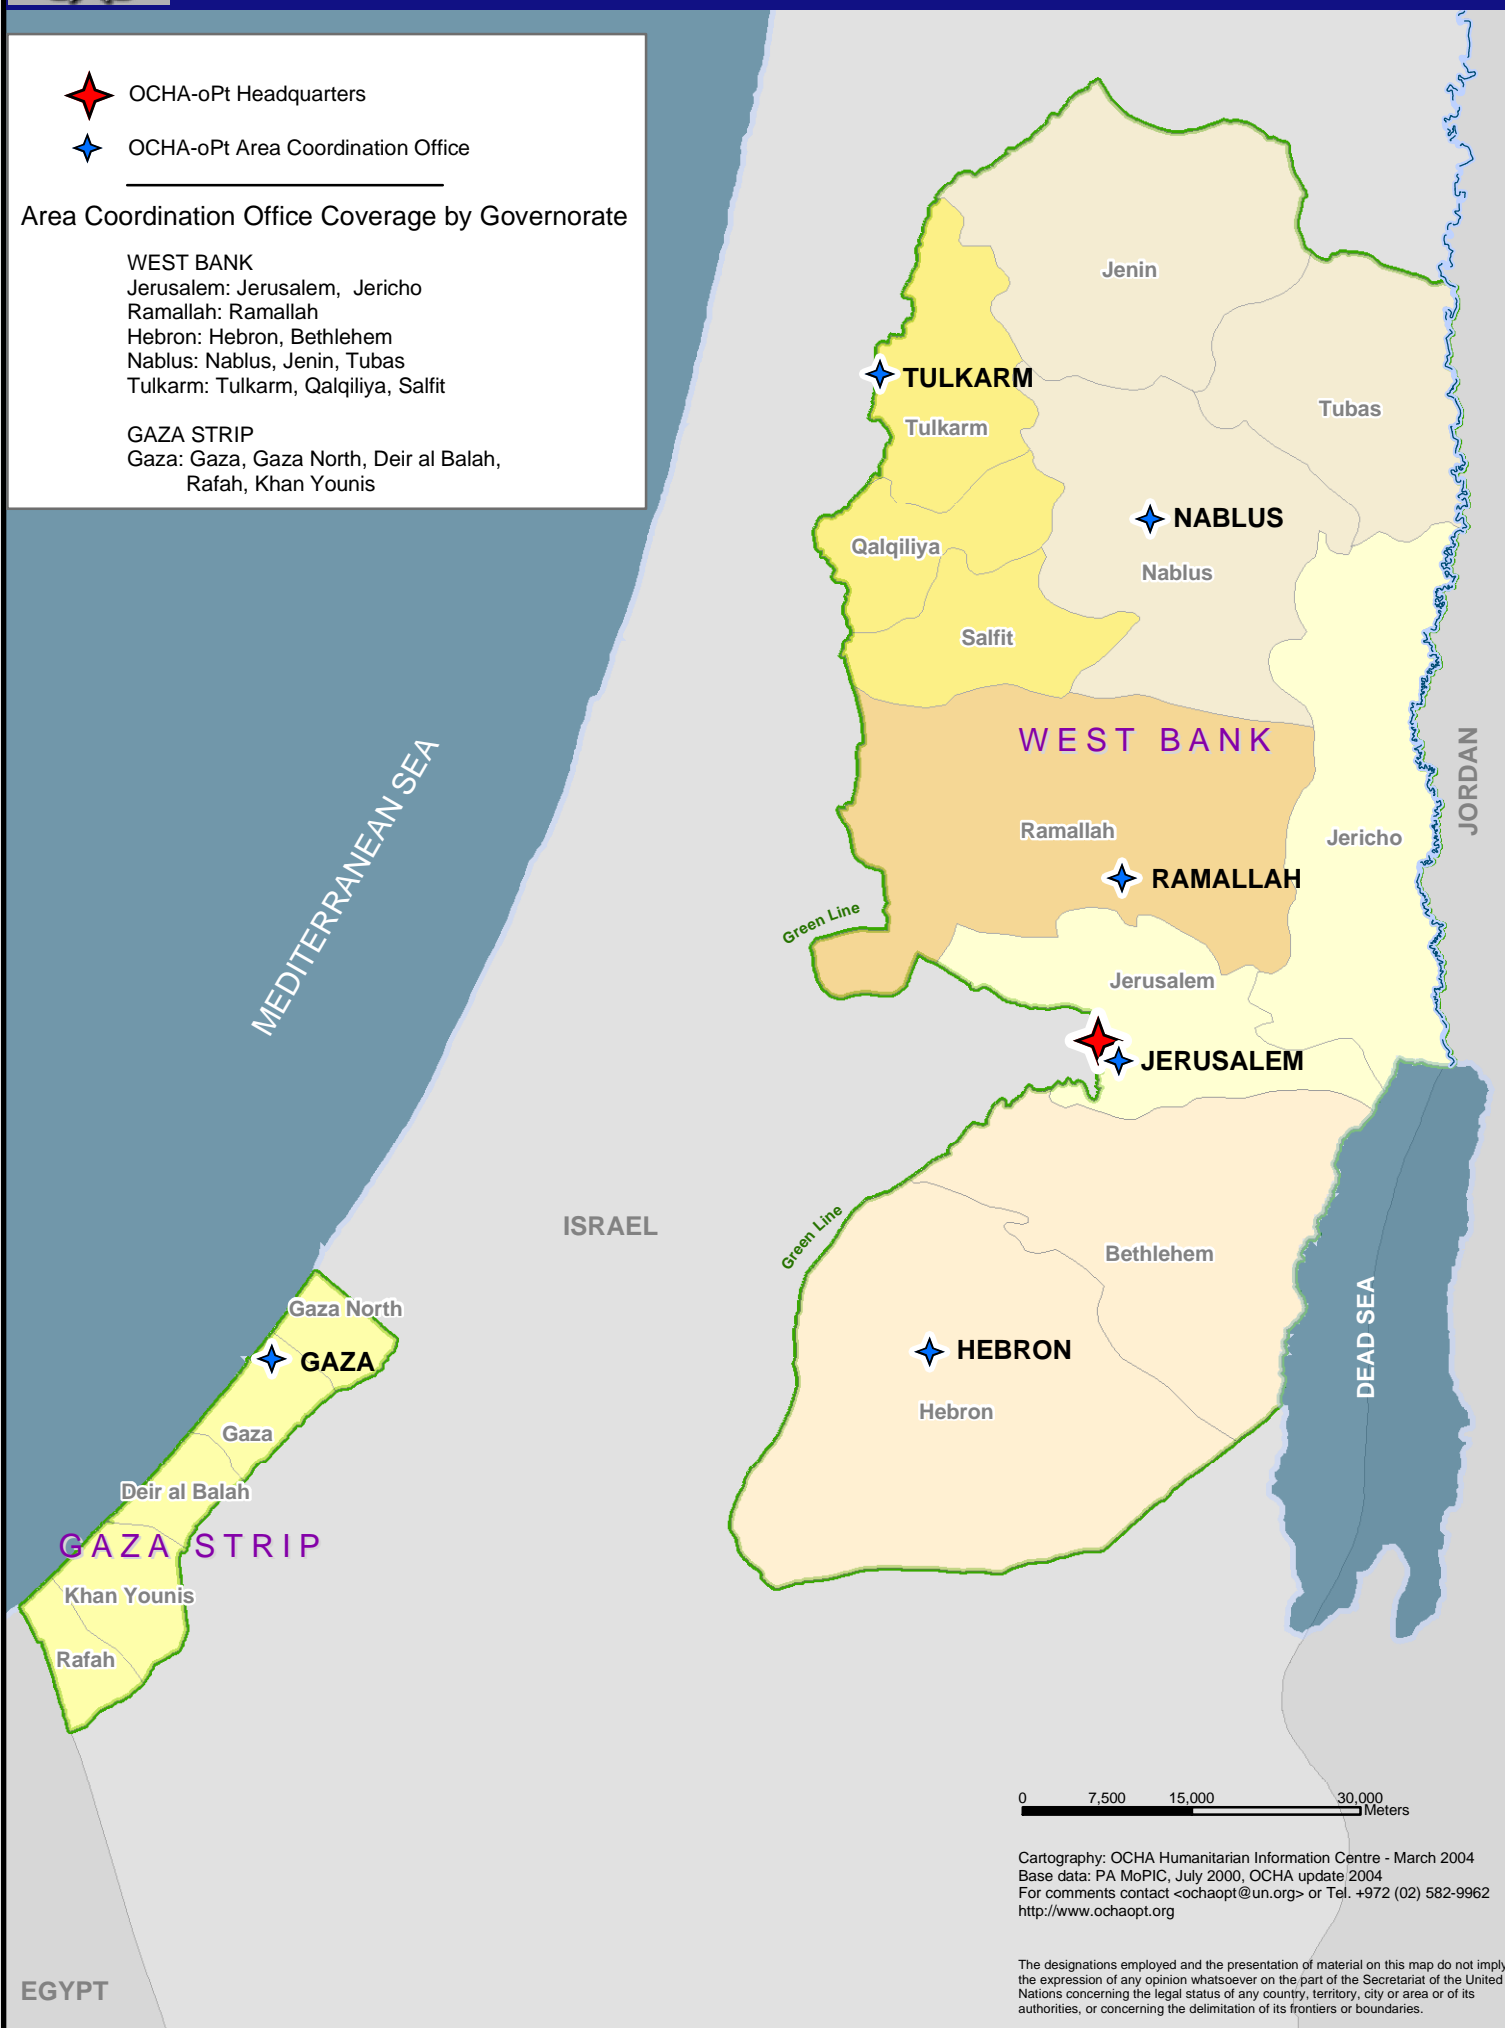 OCHA-oPt Headquarters
OCHA-oPt Area Coordination Office
Area Coordination Office Coverage by Governorate
WEST BANK
Jerusalem: Jerusalem, Jericho
Ramallah: Ramallah
Hebron: Hebron, Bethlehem
Nablus: Nablus, Jenin, Tubas
Tulkarm: Tulkarm, Qalqiliya, Salfit
GAZA STRIP
Gaza: Gaza, Gaza North, Deir al Balah,
Rafah, Khan Younis
Jenin
TULKARM
Tubas
Tulkarm
NABLUS
Qalqiliya
Nablus
Salfit
WEST BANK
JORDAN
MEDITERRANEAN SEA
Ramallah
Jericho
RAMALLAH
Green Line
Jerusalem
JERUSALEM
ISRAEL
Green Line
Bethlehem
DEAD SEA
Gaza North
GAZA
HEBRON
Hebron
Gaza
Deir al Balah
GAZA STRIP
Khan Younis
Rafah
0 7,500 15,000 30,000
Meters
Cartography: OCHA Humanitarian Information Centre - March 2004
Base data: PA MoPIC, July 2000, OCHA update 2004
For comments contact <ochaopt@un.org> or Tel. +972 (02) 582-9962
http://www.ochaopt.org
The designations employed and the presentation of material on this map do not imply
the expression of any opinion whatsoever on the part of the Secretariat of the United
Nations concerning the legal status of any country, territory, city or area or of its
authorities, or concerning the delimitation of its frontiers or boundaries.
EGYPT